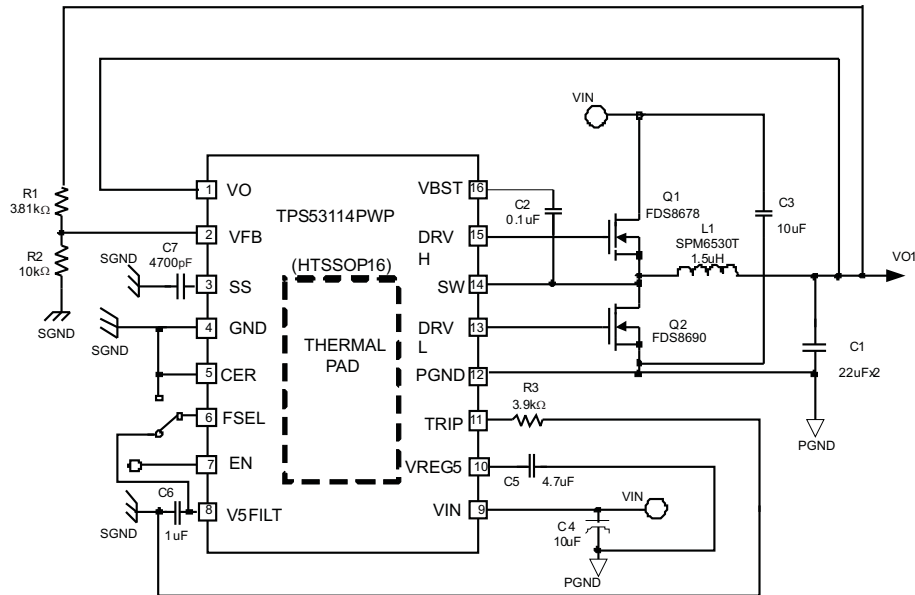 VIN
R1
3.81kΩ
R2
10kΩ
SGND
C7
4700pF
SGND
SGND
TPS53114PWP
(HTSSOP16)
THERMAL
PAD
1
VO
2
VFB
3
SS
4
GND
5
CER
6
FSEL
7
EN
8
V5FILT
C6
1uF
SGND
VBST
16
DRV
H
15
SW
14
DRV
L
13
PGND
12
TRIP
11
VREG5
10
VIN
9
C2
0.1uF
Q1
FDS8678
L1
SPM6530T
1.5uH
C3
10uF
VO1
Q2
FDS8690
C1
22uFx2
PGND
R3
3.9kΩ
C5
4.7uF
VIN
C4
10uF
PGND